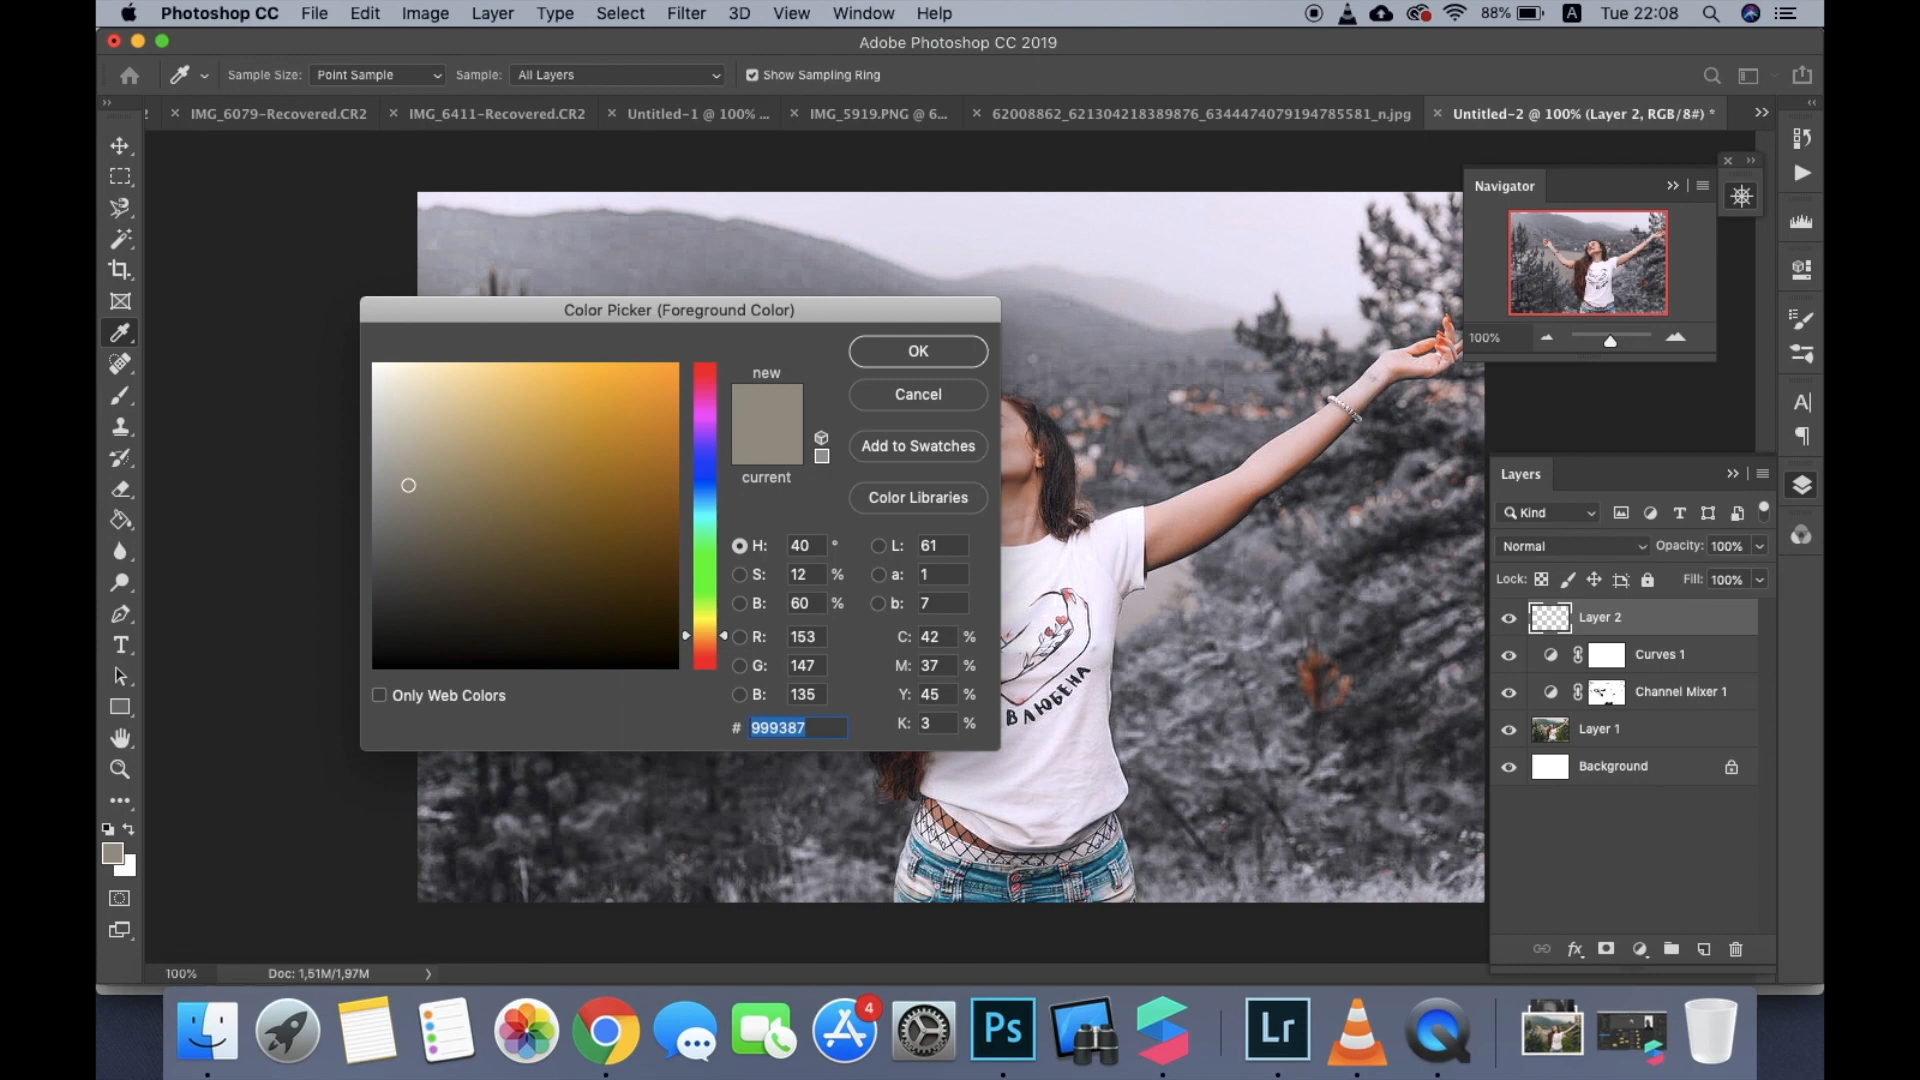 Photoshop CC File Edit Image Layer Type Select Filter 3D View Window Help 88% A Tue 22:08
Adobe Photoshop CC 2019
Sample Size: Point Sample Sample: All Layers Show Sampling Ring
2 × IMG_6079-Recovered.CR2 × IMG_6411-Recovered.CR2 × Untitled-1 @ 100% ... × IMG_5919.PNG @ 6... × 62008862_621304218389876_6344474079194785581_n.jpg × Untitled-2 @ 100% (Layer 2, RGB/8#) *
Navigator
100%
Color Picker (Foreground Color)
new
current
OK
Cancel
Add to Swatches
Color Libraries
H: 40 ° L: 61
S: 12 % a: 1
B: 60 % b: 7
R: 153 C: 42 %
G: 147 M: 37 %
B: 135 Y: 45 %
# 999387 K: 3 %
Only Web Colors
ВЛЮБЕНА
Layers
Kind
Normal Opacity: 100%
Lock: Fill: 100%
Layer 2
Curves 1
Channel Mixer 1
Layer 1
Background
fx
100% Doc: 1,51M/1,97M
4
Ps
Lr